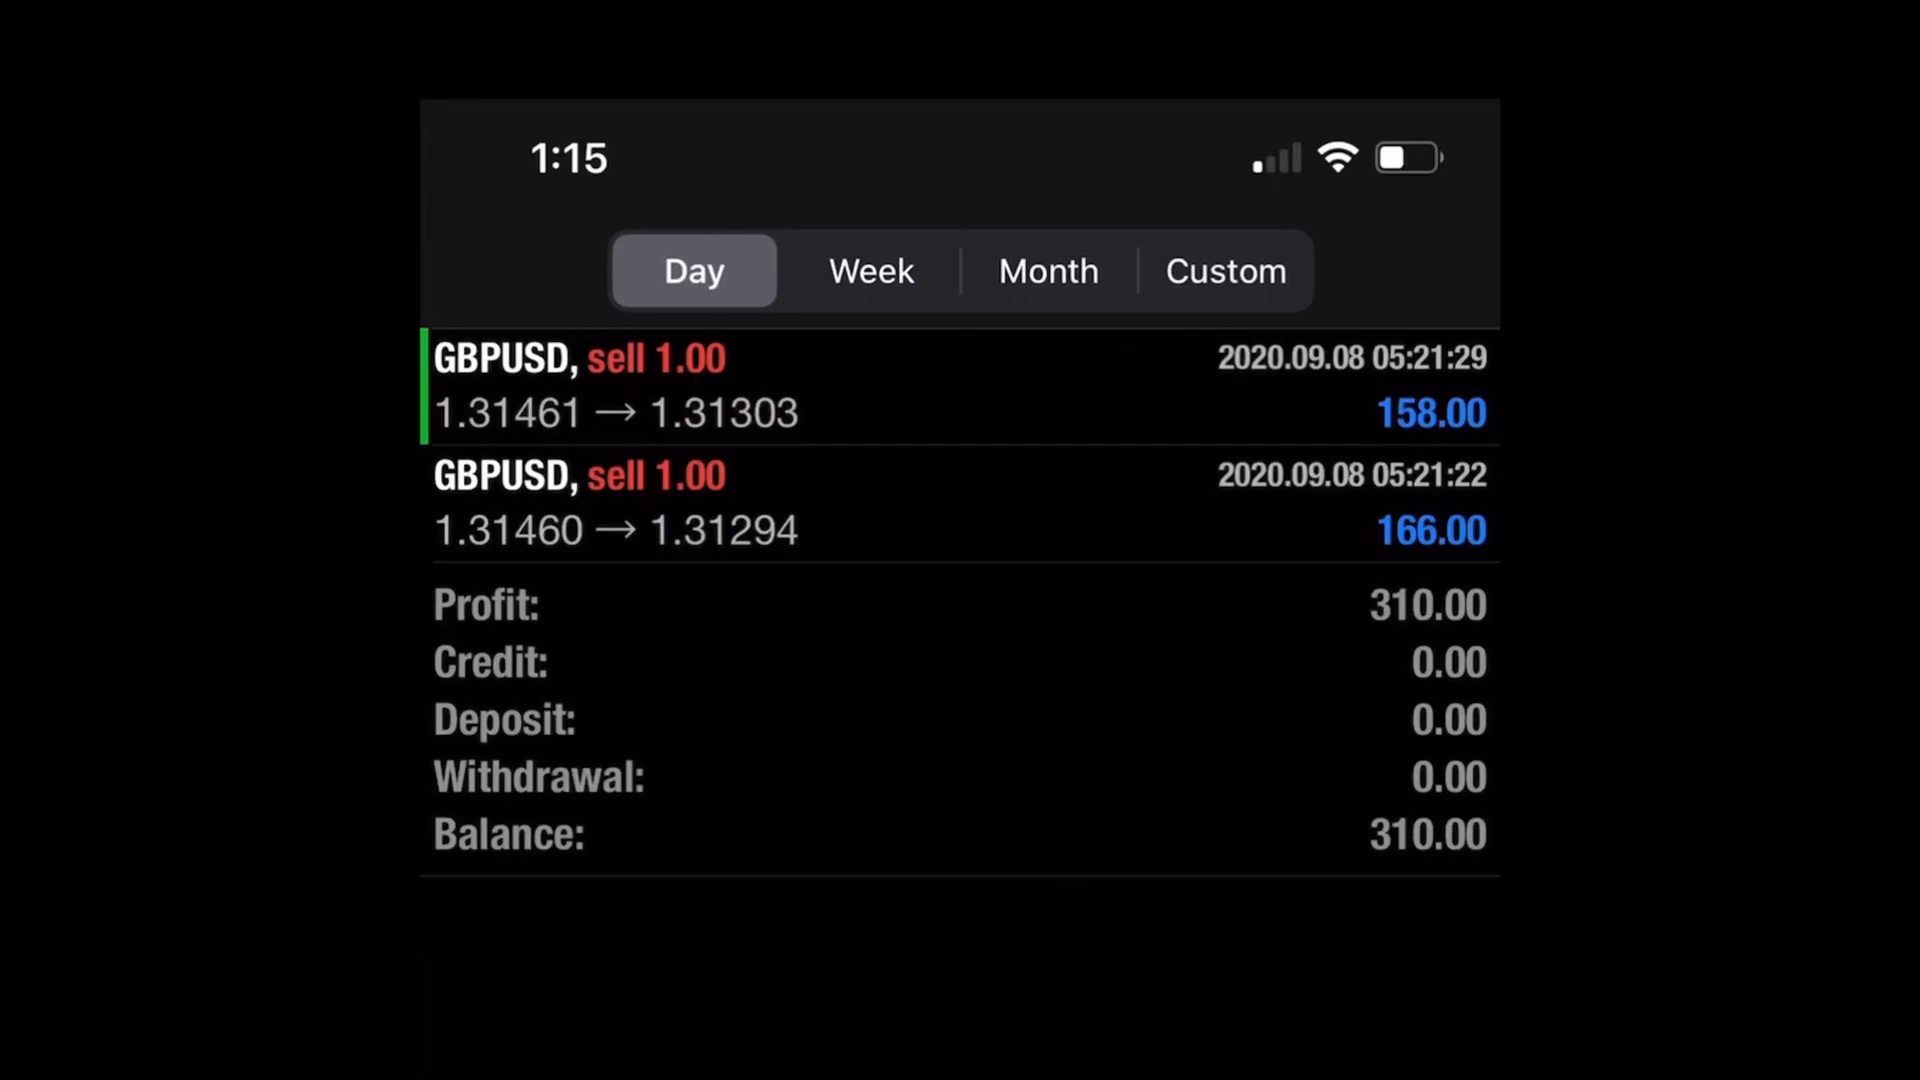 1:15
Day Week Month Custom
GBPUSD, sell 1.00 2020.09.08 05:21:29
1.31461 → 1.31303 158.00
GBPUSD, sell 1.00 2020.09.08 05:21:22
1.31460 → 1.31294 166.00
Profit: 310.00
Credit: 0.00
Deposit: 0.00
Withdrawal: 0.00
Balance: 310.00